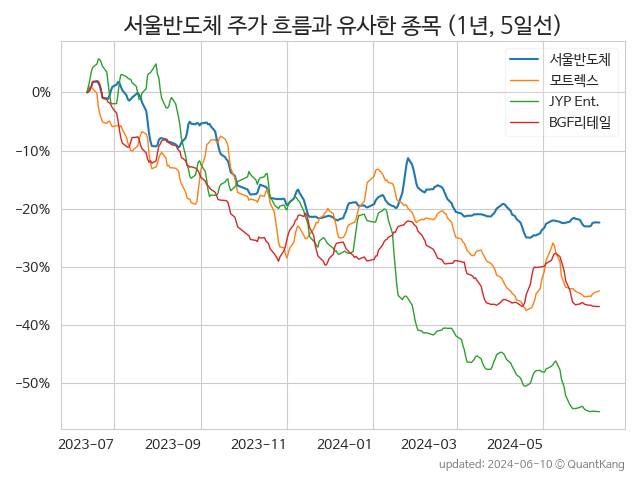 서울반도체 주가 흐름과 유사한 종목 (1년, 5일선)
서울반도체
모트렉스
JYP Ent.
BGF리테일
0%
−10%
−20%
−30%
−40%
−50%
2023-07 2023-09 2023-11 2024-01 2024-03 2024-05
updated: 2024-06-10 © QuantKang